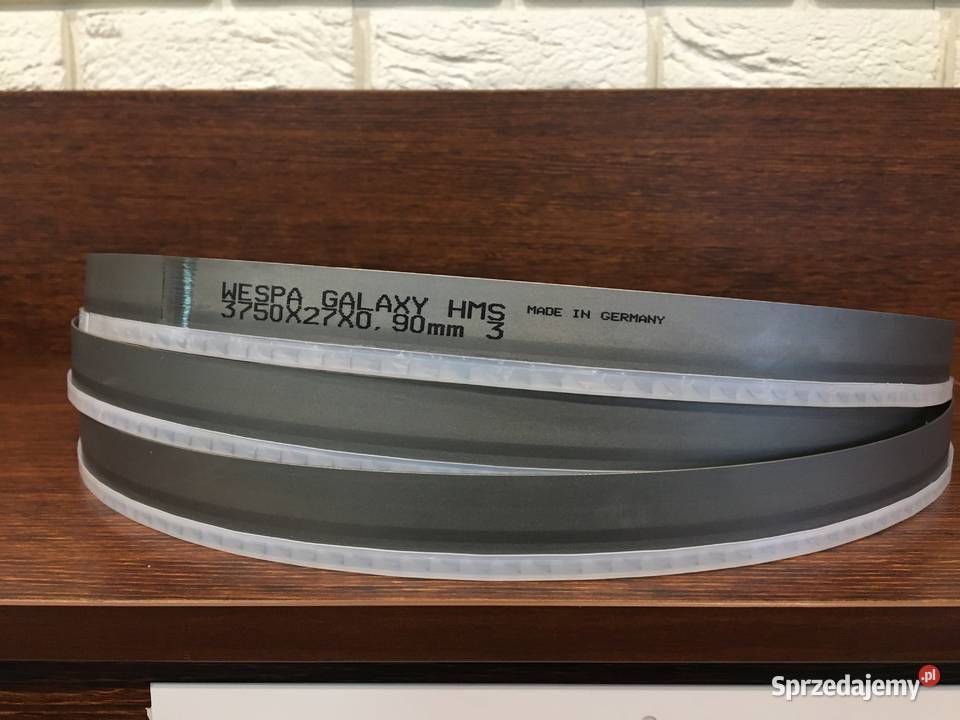 WESPA GALAXY HMS MADE IN GERMANY
3750X27X0,90mm 3
Sprzedajemy.pl